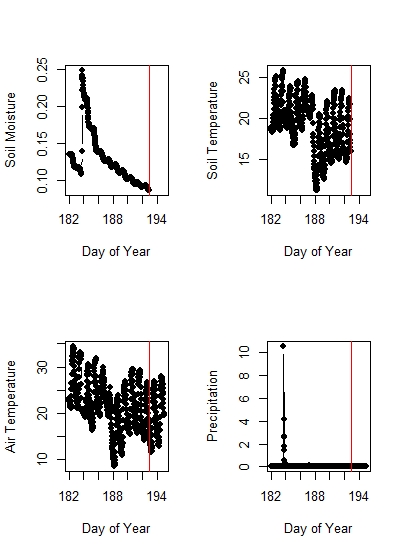 Soil Moisture
0.10 0.15 0.20 0.25
182 188 194
Day of Year
Soil Temperature
15 20 25
182 188 194
Day of Year
Air Temperature
10 20 30
182 188 194
Day of Year
Precipitation
0 2 4 6 8 10
182 188 194
Day of Year